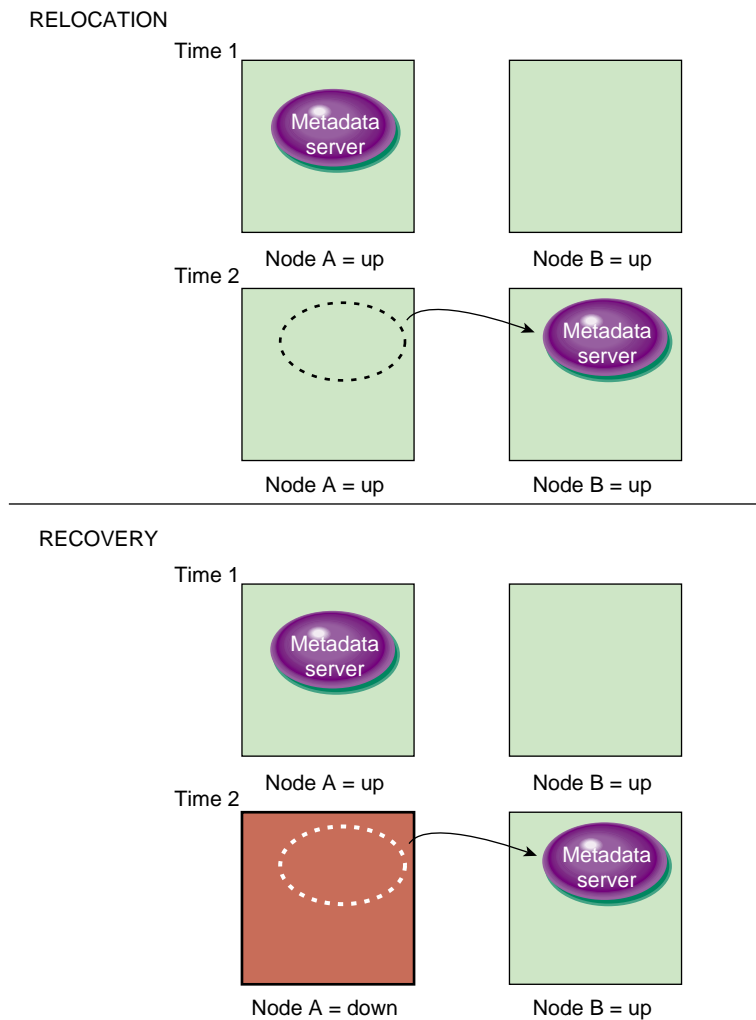 RELOCATION
Time 1
Metadata
server
Node A = up
Node B = up
Time 2
Metadata
server
Node A = up
Node B = up
RECOVERY
Time 1
Metadata
server
Node A = up
Node B = up
Time 2
Metadata
server
Node A = down
Node B = up